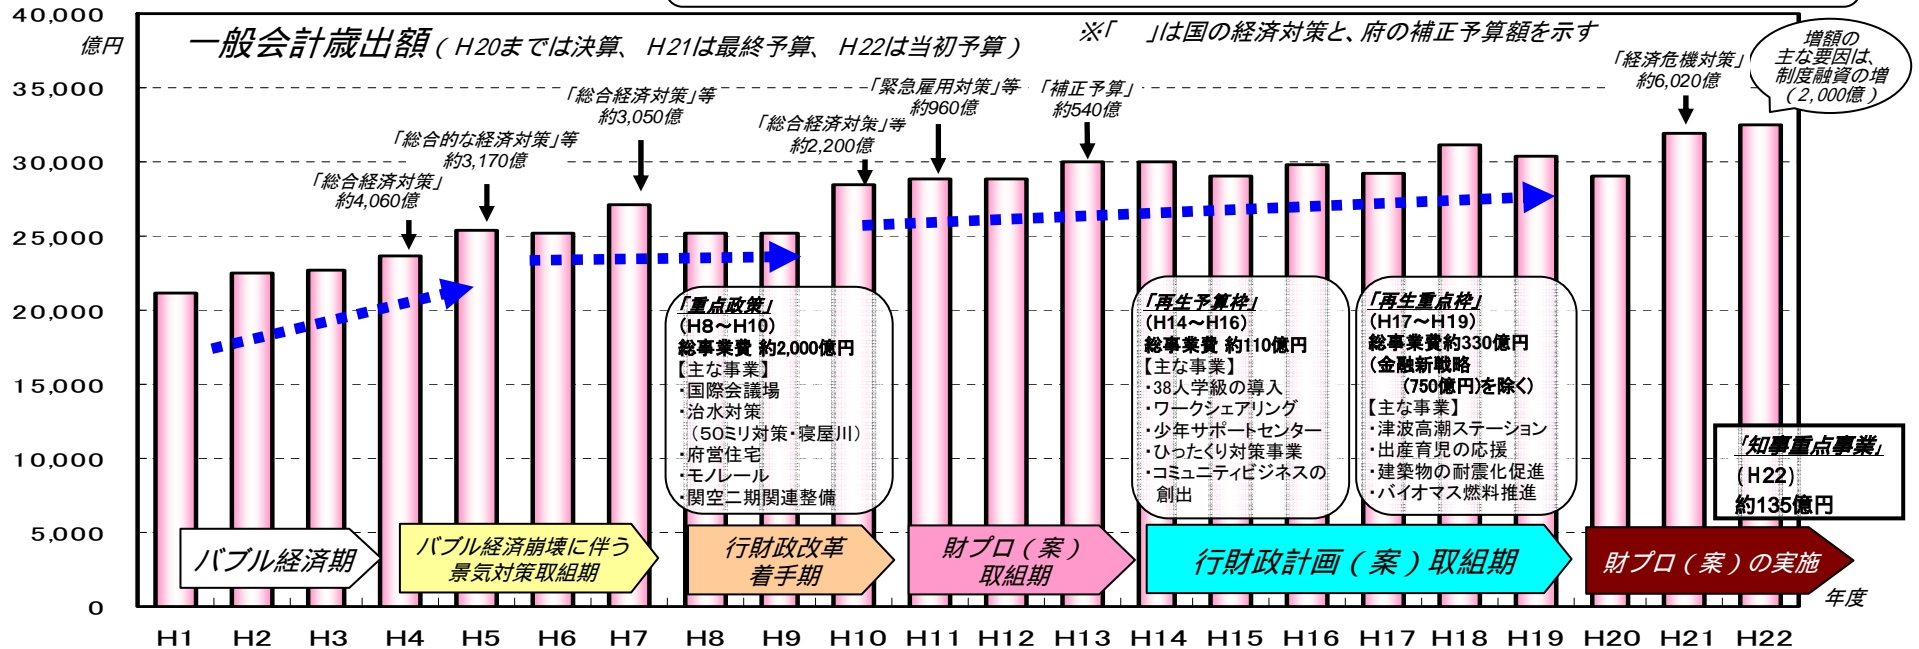 40,000
億円
35,000
30,000
25,000
20,000
15,000
10,000
5,000
0
一般会計歳出額(H20までは決算、H21は最終予算、H22は当初予算)
※「　」は国の経済対策と、府の補正予算額を示す
「総合経済対策」
約4,060億
「総合的な経済対策」等
約3,170億
「総合経済対策」等
約3,050億
「総合経済対策」等
約2,200億
「緊急雇用対策」等
約960億
「補正予算」
約540億
「経済危機対策」
約6,020億
増額の
主な要因は、
制度融資の増
(2,000億)
「重点政策」
(H8～H10)
総事業費 約2,000億円
【主な事業】
・国際会議場
・治水対策
(50ミリ対策・寝屋川)
・府営住宅
・モノレール
・関空二期関連整備
「再生予算枠」
(H14～H16)
総事業費 約110億円
【主な事業】
・38人学級の導入
・ワークシェアリング
・少年サポートセンター
・ひったくり対策事業
・コミュニティビジネスの
創出
「再生重点枠」
(H17～H19)
総事業費約330億円
(金融新戦略
(750億円)を除く)
【主な事業】
・津波高潮ステーション
・出産育児の応援
・建築物の耐震化促進
・バイオマス燃料推進
「知事重点事業」
(H22)
約135億円
バブル経済期
バブル経済崩壊に伴う
景気対策取組期
行財政改革
着手期
財プロ(案)
取組期
行財政計画(案)取組期
財プロ(案)の実施
年度
H1 H2 H3 H4 H5 H6 H7 H8 H9 H10 H11 H12 H13 H14 H15 H16 H17 H18 H19 H20 H21 H22